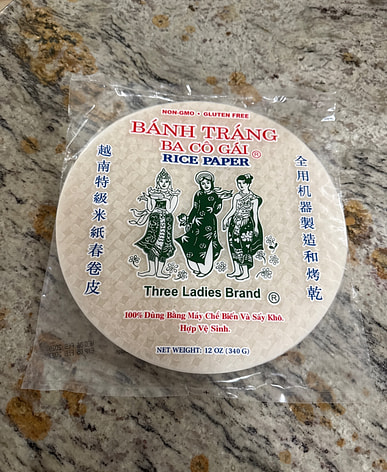 NON-GMO • GLUTEN FREE
BÁNH TRÁNG
BA CÔ GÁI®
RICE PAPER
越南特級米紙春卷皮
全用机器製造和烤乾
Three Ladies Brand ®
100% Dùng Bằng Máy Chế Biến Và Sấy Khô.
Hợp Vệ Sinh.
NET WEIGHT: 12 OZ (340 G)